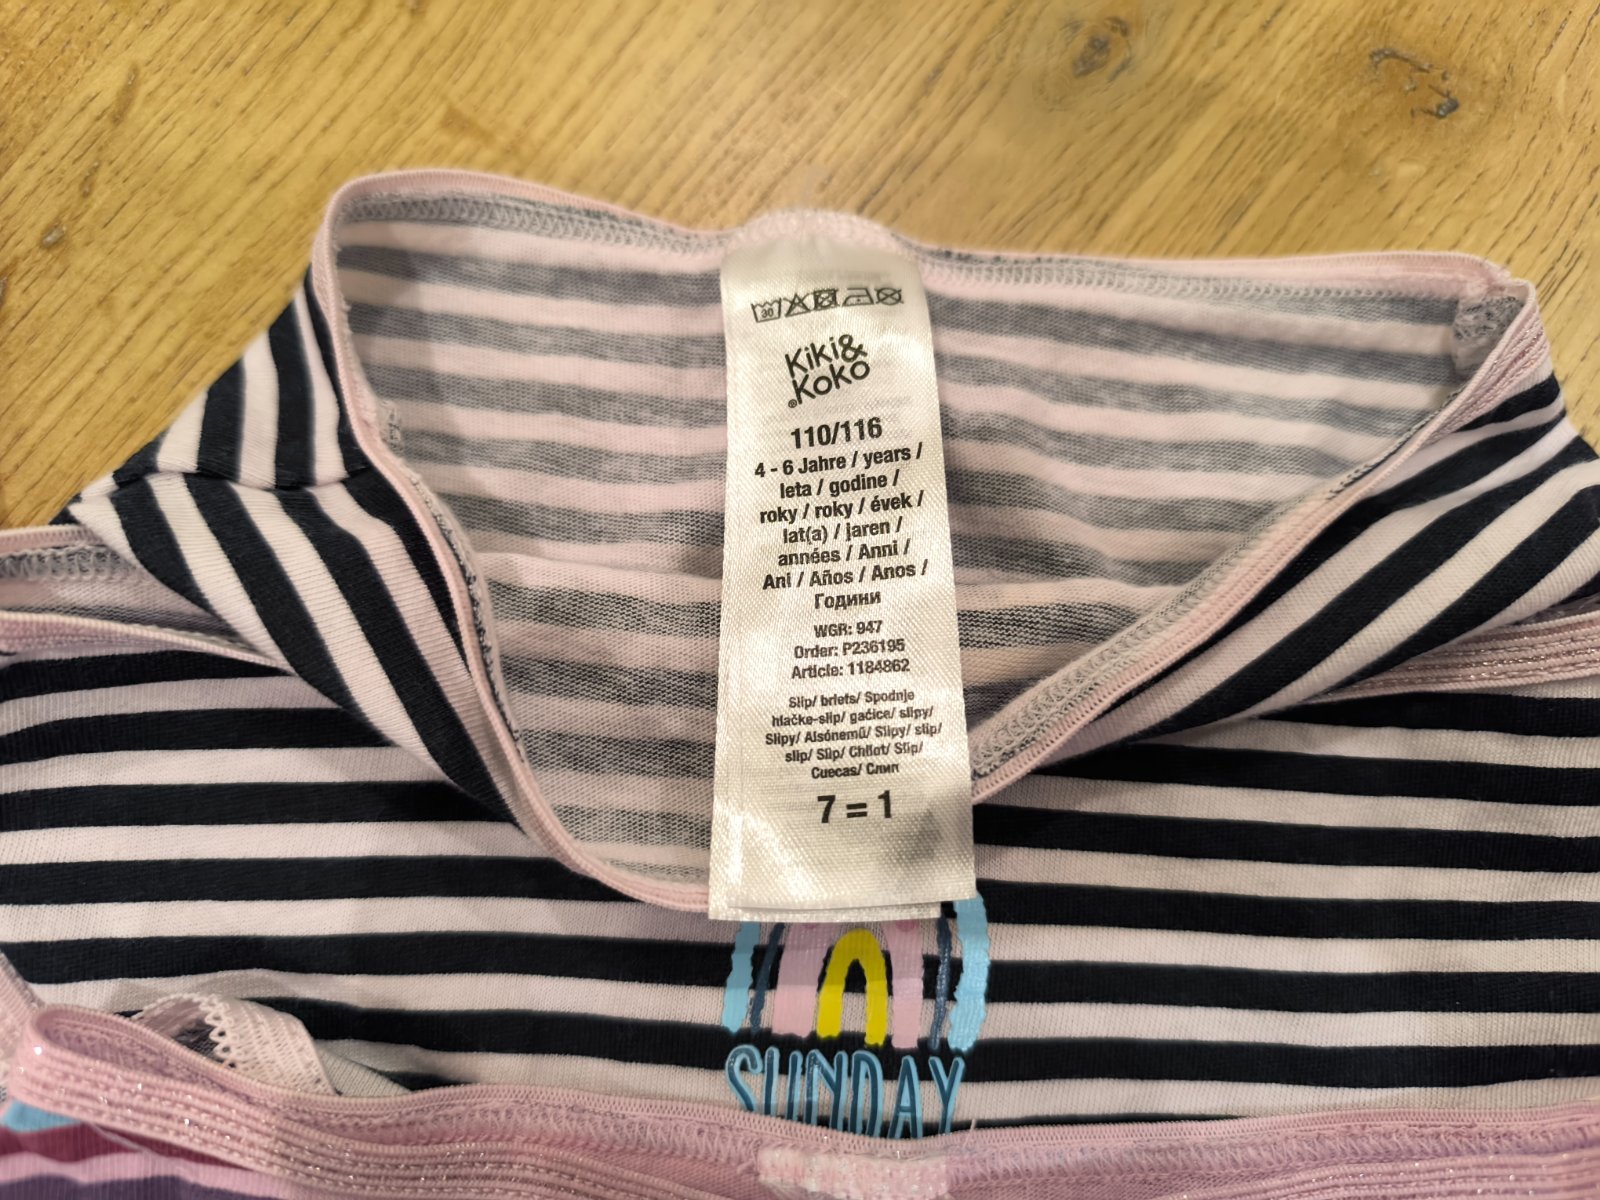 30
Kiki&
Koko
®
110/116
4 - 6 Jahre / years /
leta / godine /
roky / roky / évek /
lat(a) / jaren /
années / Anni /
Ani / Años / Anos /
Години
WGR: 947
Order: P236195
Article: 1184862
Slip/ briefs/ Spodnje
hlačke-slip/ gaćice/ slipy/
Slipy/ Alsónemű/ Slipy/ slip/
slip/ Slip/ Chilot/ Slip/
Cuecas/ Слип
7 = 1
SUNDAY